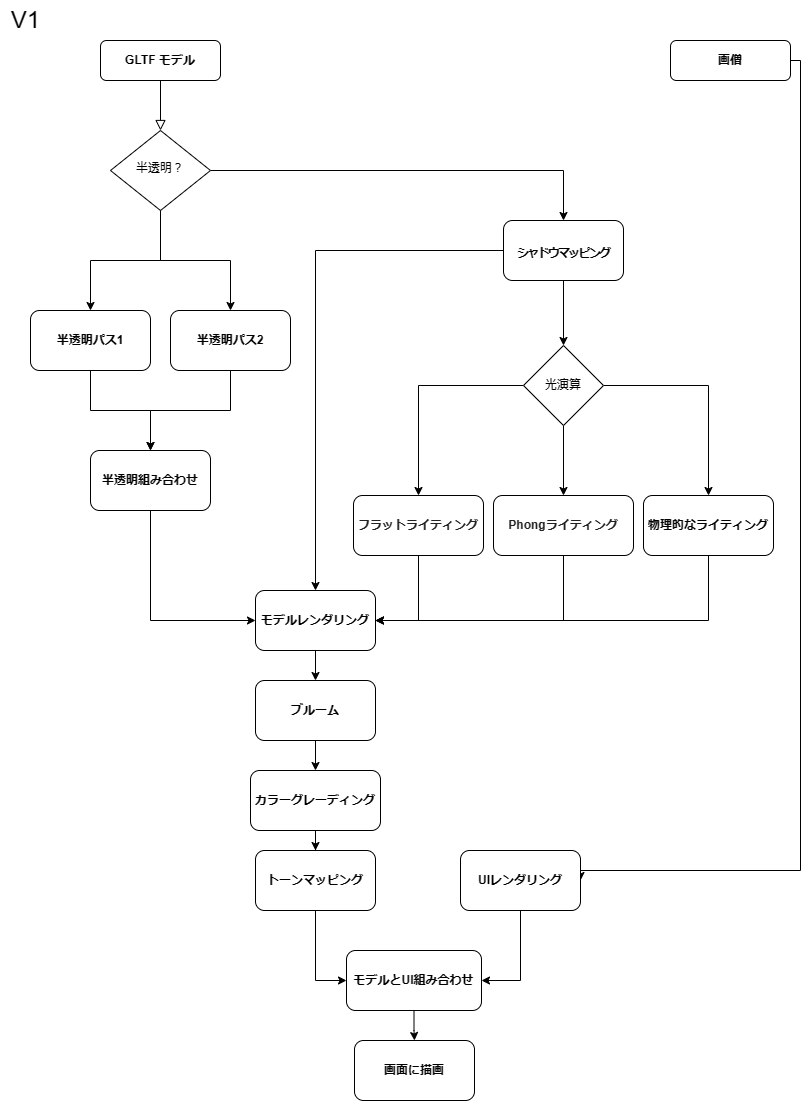 V1
GLTF モデル
画僧
半透明？
シャドウマッピング
半透明パス1
半透明パス2
光演算
半透明組み合わせ
フラットライティング
Phongライティング
物理的なライティング
モデルレンダリング
ブルーム
カラーグレーディング
トーンマッピング
UIレンダリング
モデルとUI組み合わせ
画面に描画